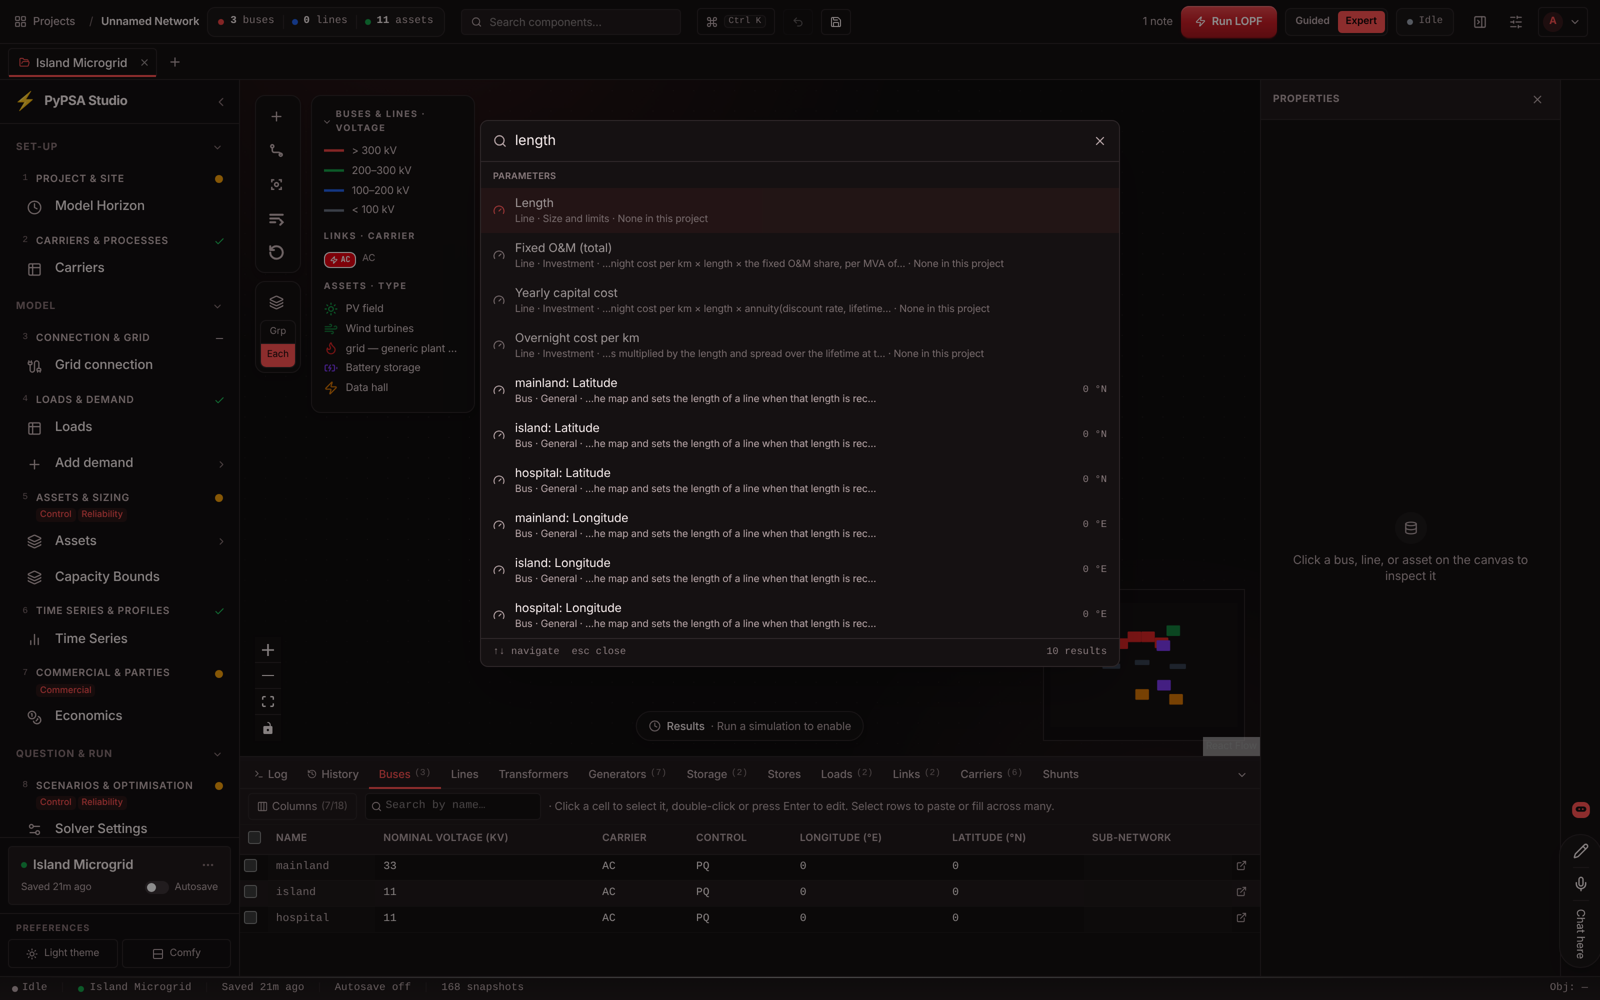 Projects / Unnamed Network
3 buses
0 lines
11 assets
Search components...
Ctrl K
1 note
Run LOPF
Guided
Expert
Idle
A
Island Microgrid
PyPSA Studio
SET-UP
1 PROJECT & SITE
Model Horizon
2 CARRIERS & PROCESSES
Carriers
MODEL
3 CONNECTION & GRID
Grid connection
4 LOADS & DEMAND
Loads
Add demand
5 ASSETS & SIZING
Control Reliability
Assets
Capacity Bounds
6 TIME SERIES & PROFILES
Time Series
7 COMMERCIAL & PARTIES
Commercial
Economics
QUESTION & RUN
8 SCENARIOS & OPTIMISATION
Control Reliability
Solver Settings
Island Microgrid
Saved 21m ago
Autosave
PREFERENCES
Light theme
Comfy
Grp
Each
BUSES & LINES ·
VOLTAGE
> 300 kV
200–300 kV
100–200 kV
< 100 kV
LINKS · CARRIER
AC AC
ASSETS · TYPE
PV field
Wind turbines
grid — generic plant ...
Battery storage
Data hall
length
PARAMETERS
Length
Line · Size and limits · None in this project
Fixed O&M (total)
Line · Investment · ...night cost per km × length × the fixed O&M share, per MVA of... · None in this project
Yearly capital cost
Line · Investment · ...night cost per km × length × annuity(discount rate, lifetime... · None in this project
Overnight cost per km
Line · Investment · ...s multiplied by the length and spread over the lifetime at t... · None in this project
mainland: Latitude
Bus · General · ...he map and sets the length of a line when that length is rec...
0 °N
island: Latitude
Bus · General · ...he map and sets the length of a line when that length is rec...
0 °N
hospital: Latitude
Bus · General · ...he map and sets the length of a line when that length is rec...
0 °N
mainland: Longitude
Bus · General · ...he map and sets the length of a line when that length is rec...
0 °E
island: Longitude
Bus · General · ...he map and sets the length of a line when that length is rec...
0 °E
hospital: Longitude
Bus · General · ...he map and sets the length of a line when that length is rec...
0 °E
↑↓ navigate esc close
10 results
Results · Run a simulation to enable
PROPERTIES
Click a bus, line, or asset on the canvas to
inspect it
Log
History
Buses (3)
Lines
Transformers
Generators (7)
Storage (2)
Stores
Loads (2)
Links (2)
Carriers (6)
Shunts
Columns (7/18)
Search by name...
· Click a cell to select it, double-click or press Enter to edit. Select rows to paste or fill across many.
NAME NOMINAL VOLTAGE (KV) CARRIER CONTROL LONGITUDE (°E) LATITUDE (°N) SUB-NETWORK
mainland 33 AC PQ 0 0
island 11 AC PQ 0 0
hospital 11 AC PQ 0 0
Chat here
Idle
Island Microgrid
Saved 21m ago
Autosave off
168 snapshots
Obj: —